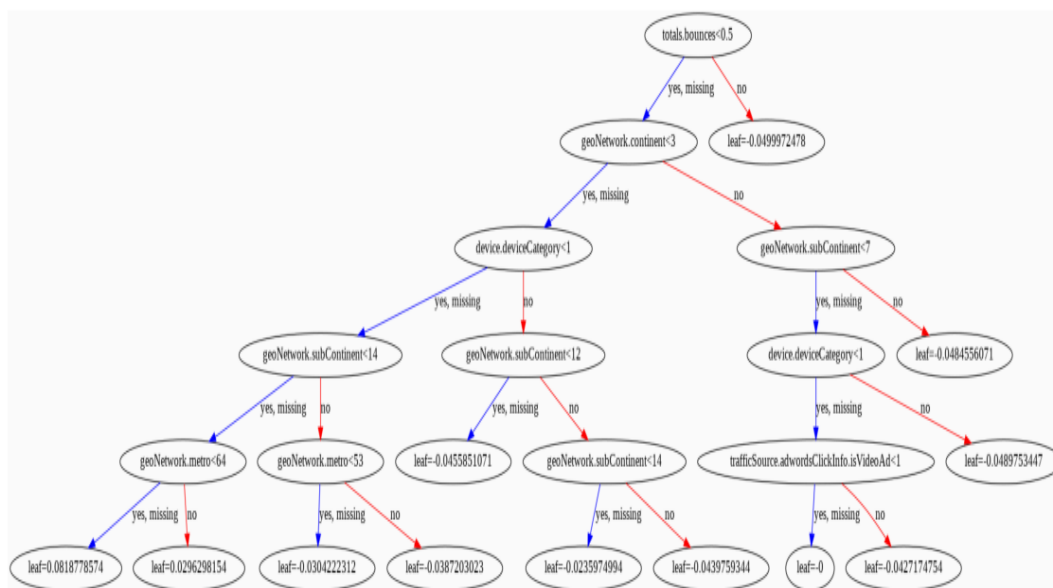 totals.bounces<0.5
yes, missing
no
geoNetwork.continent<3
leaf=-0.0499972478
yes, missing
no
device.deviceCategory<1
geoNetwork.subContinent<7
yes, missing
no
yes, missing
no
geoNetwork.subContinent<14
geoNetwork.subContinent<12
device.deviceCategory<1
leaf=-0.0484556071
yes, missing
no
yes, missing
no
yes, missing
no
geoNetwork.metro<64
geoNetwork.metro<53
leaf=-0.0455851071
geoNetwork.subContinent<14
trafficSource.adwordsClickInfo.isVideoAd<1
leaf=-0.0489753447
yes, missing
no
yes, missing
no
yes, missing
no
yes, missing
no
leaf=0.0818778574
leaf=0.0296298154
leaf=-0.0304222312
leaf=-0.0387203023
leaf=-0.0235974994
leaf=-0.0439759344
leaf=-0
leaf=-0.0427174754